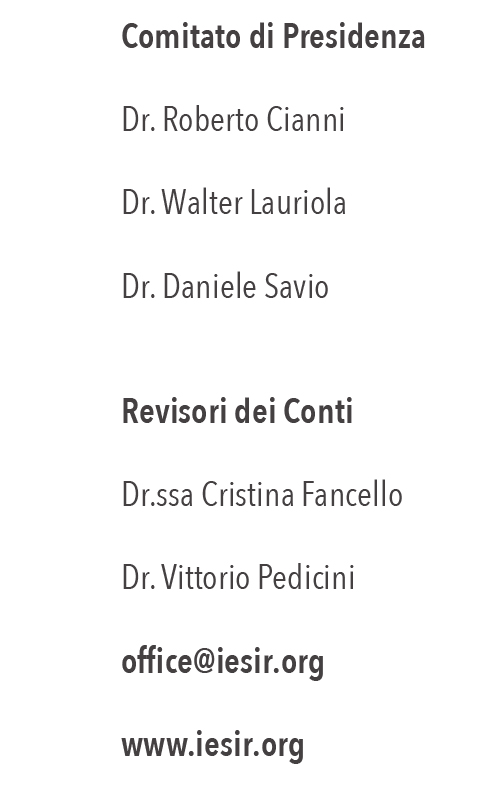 Comitato di Presidenza
Dr. Roberto Cianni
Dr. Walter Lauriola
Dr. Daniele Savio
Revisori dei Conti
Dr.ssa Cristina Fancello
Dr. Vittorio Pedicini
office@iesir.org
www.iesir.org